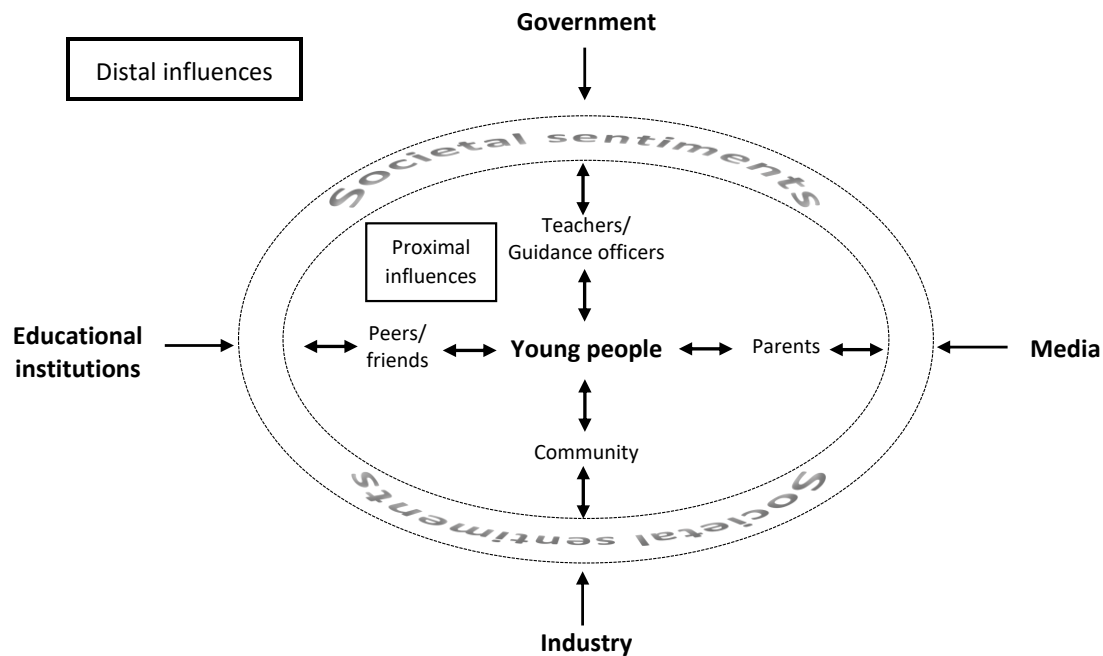 Government
Distal influences
Societal sentiments
Teachers/
Guidance officers
Proximal
influences
Educational
institutions
Peers/
friends
Young people
Parents
Media
Community
Societal sentiments
Industry